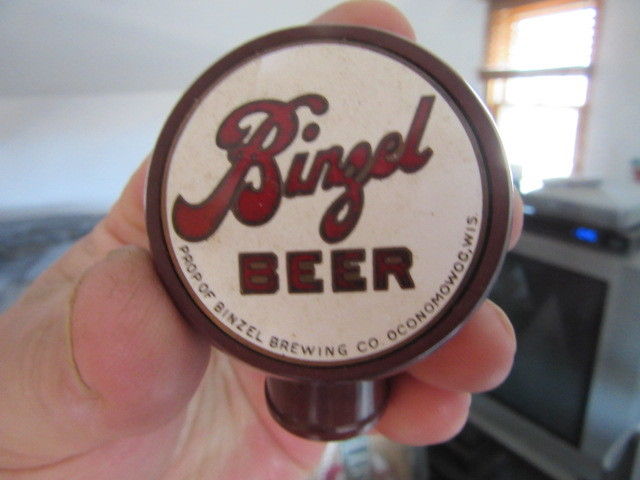 Binzel
BEER
PROP OF BINZEL BREWING CO. OCONOMOWOC, WIS.